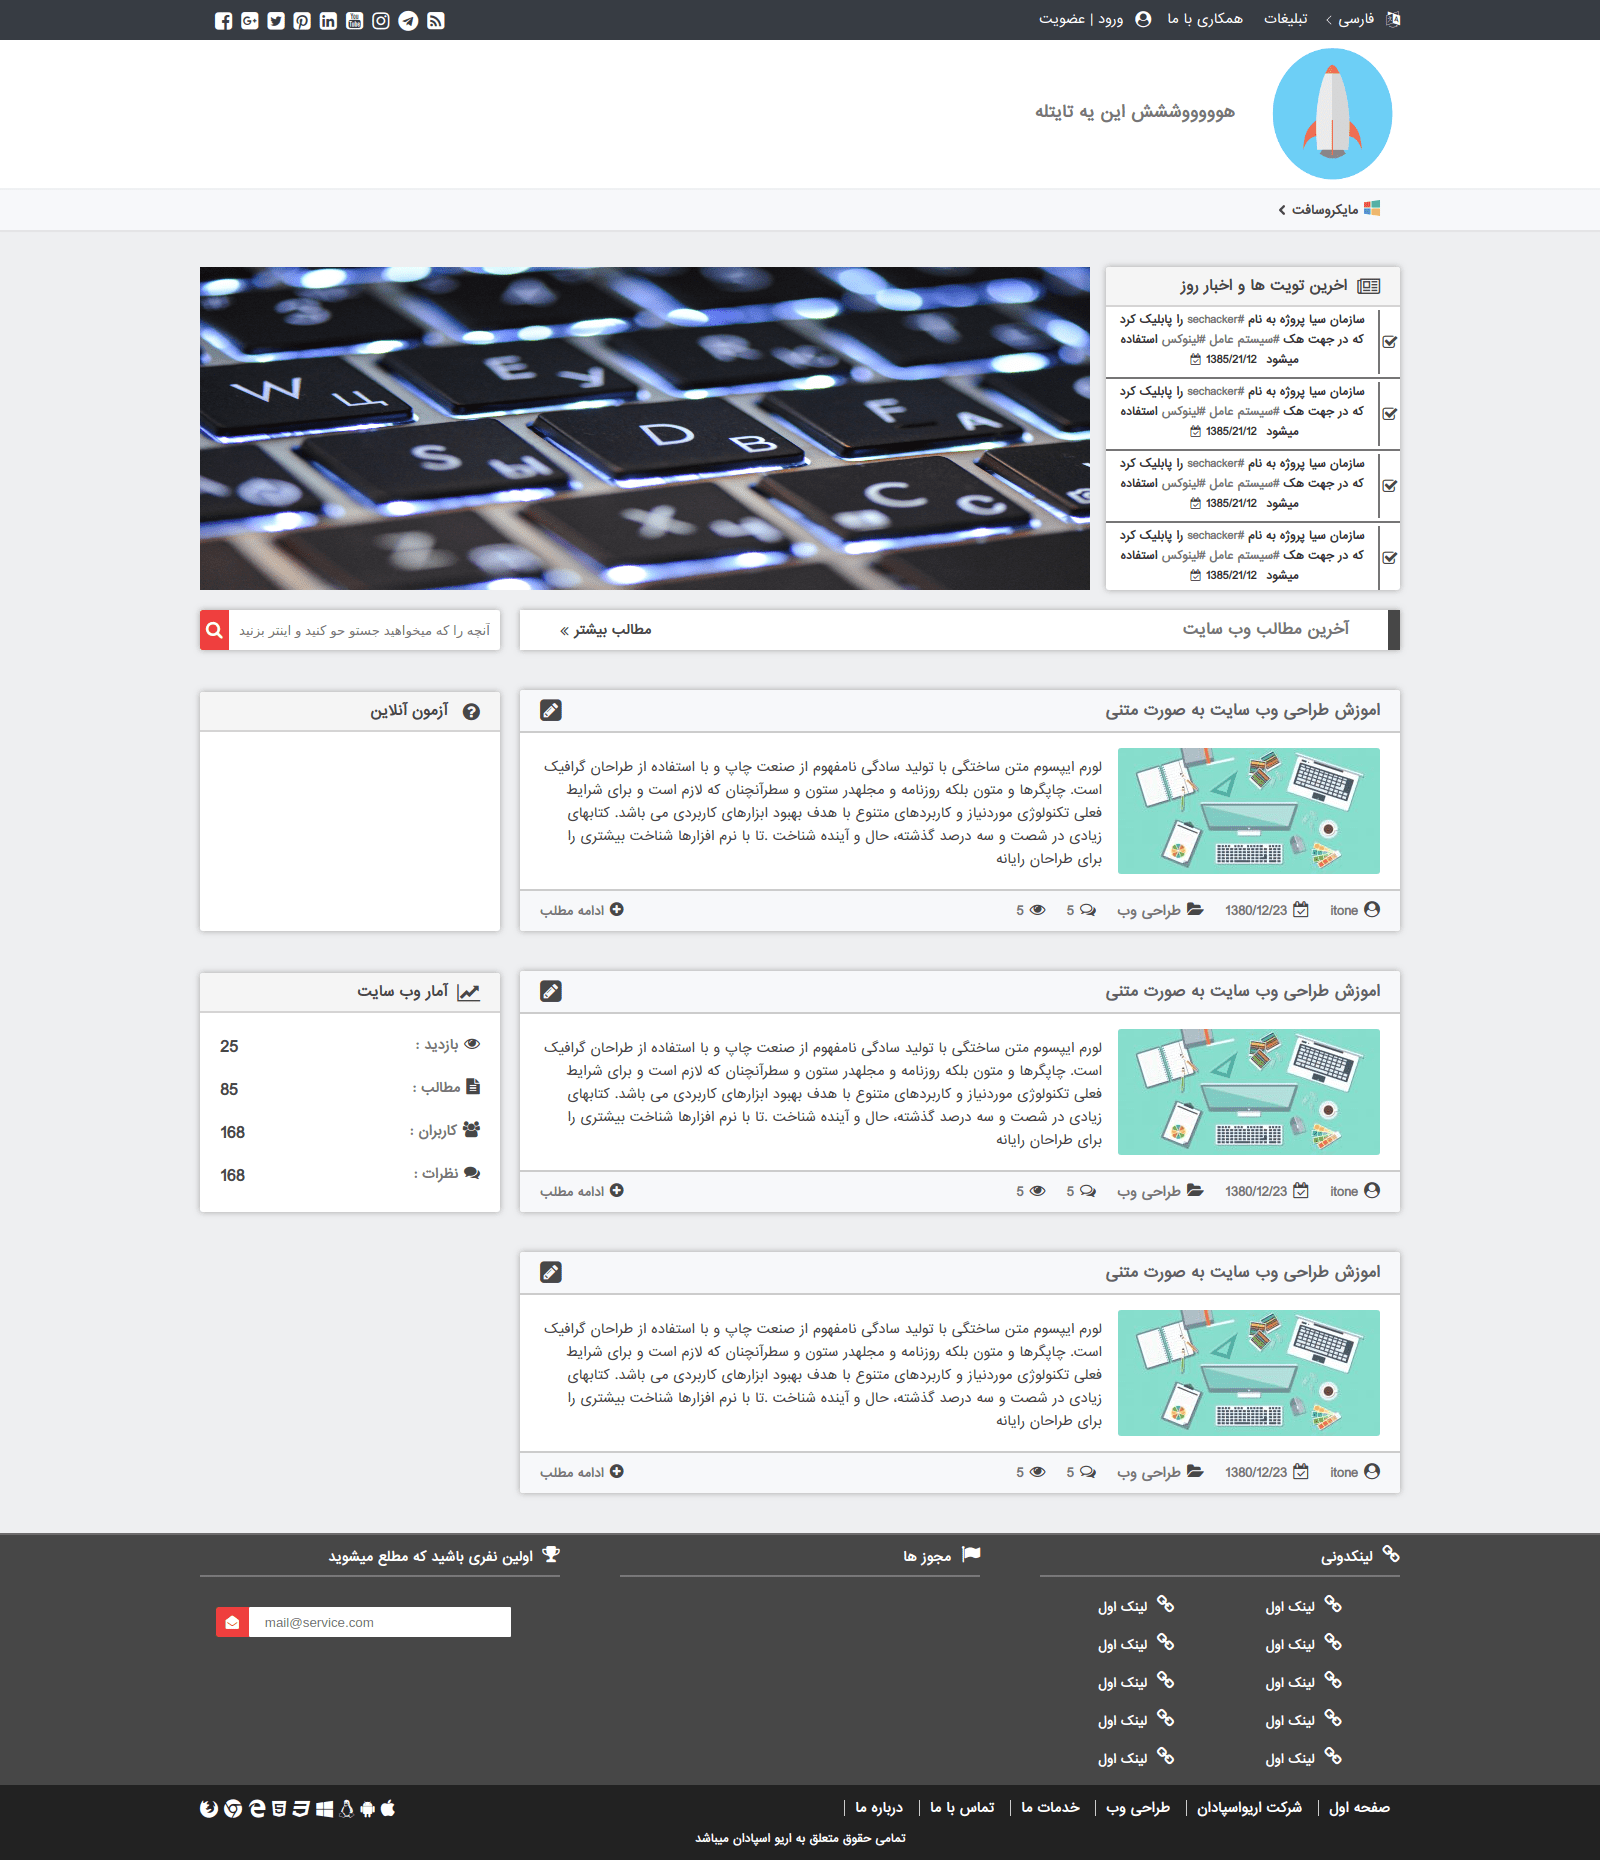 فارسی
تبلیغات
همکاری با ما
ورود | عضویت
هوووووششش این یه تایتله
مایکروسافت
اخرین تویت ها و اخبار روز
سازمان سیا پروژه به نام #sechacker را پابلیک کرد
که در جهت هک #سیستم عامل #لینوکس استفاده
میشود 1385/21/12
سازمان سیا پروژه به نام #sechacker را پابلیک کرد
که در جهت هک #سیستم عامل #لینوکس استفاده
میشود 1385/21/12
سازمان سیا پروژه به نام #sechacker را پابلیک کرد
که در جهت هک #سیستم عامل #لینوکس استفاده
میشود 1385/21/12
سازمان سیا پروژه به نام #sechacker را پابلیک کرد
که در جهت هک #سیستم عامل #لینوکس استفاده
میشود 1385/21/12
آخرین مطالب وب سایت
مطالب بیشتر »
آنچه را که میخواهید جستو حو کنید و اینتر بزنید
اموزش طراحی وب سایت به صورت متنی
لورم ایپسوم متن ساختگی با تولید سادگی نامفهوم از صنعت چاپ و با استفاده از طراحان گرافیک
است. چاپگرها و متون بلکه روزنامه و مجلهدر ستون و سطرآنچنان که لازم است و برای شرایط
فعلی تکنولوژی موردنیاز و کاربردهای متنوع با هدف بهبود ابزارهای کاربردی می باشد. کتابهای
زیادی در شصت و سه درصد گذشته، حال و آینده شناخت .تا با نرم افزارها شناخت بیشتری را
برای طراحان رایانه
itone 1380/12/23 طراحی وب 5 5 ادامه مطلب
آزمون آنلاین
اموزش طراحی وب سایت به صورت متنی
لورم ایپسوم متن ساختگی با تولید سادگی نامفهوم از صنعت چاپ و با استفاده از طراحان گرافیک
است. چاپگرها و متون بلکه روزنامه و مجلهدر ستون و سطرآنچنان که لازم است و برای شرایط
فعلی تکنولوژی موردنیاز و کاربردهای متنوع با هدف بهبود ابزارهای کاربردی می باشد. کتابهای
زیادی در شصت و سه درصد گذشته، حال و آینده شناخت .تا با نرم افزارها شناخت بیشتری را
برای طراحان رایانه
itone 1380/12/23 طراحی وب 5 5 ادامه مطلب
آمار وب سایت
بازدید : 25
مطالب : 85
کاربران : 168
نظرات : 168
اموزش طراحی وب سایت به صورت متنی
لورم ایپسوم متن ساختگی با تولید سادگی نامفهوم از صنعت چاپ و با استفاده از طراحان گرافیک
است. چاپگرها و متون بلکه روزنامه و مجلهدر ستون و سطرآنچنان که لازم است و برای شرایط
فعلی تکنولوژی موردنیاز و کاربردهای متنوع با هدف بهبود ابزارهای کاربردی می باشد. کتابهای
زیادی در شصت و سه درصد گذشته، حال و آینده شناخت .تا با نرم افزارها شناخت بیشتری را
برای طراحان رایانه
itone 1380/12/23 طراحی وب 5 5 ادامه مطلب
لینکدونی
لینک اول لینک اول
لینک اول لینک اول
لینک اول لینک اول
لینک اول لینک اول
لینک اول لینک اول
مجوز ها
اولین نفری باشید که مطلع میشوید
mail@service.com
صفحه اول | شرکت اریواسپادان | طراحی وب | خدمات ما | تماس با ما | درباره ما |
تمامی حقوق متعلق به اریو اسپادان میباشد